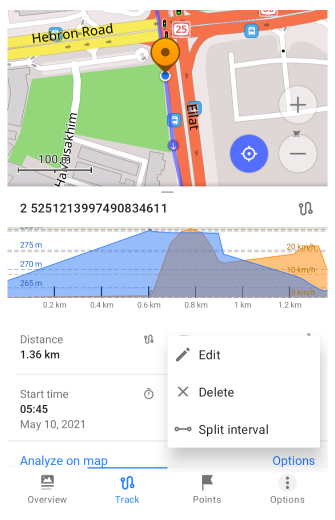 Hebron Road
25
Eilat
HaYasakhim
100 m
2 5251213997490834611
275 m
270 m
265 m
20 km/h
10 km/h
0 km/h
0.2 km 0.4 km 0.6 km 0.8 km 1 km 1.2 km
Distance
1.36 km
Edit
Delete
Split interval
Start time
05:45
May 10, 2021
Analyze on map Options
Overview Track Points Options